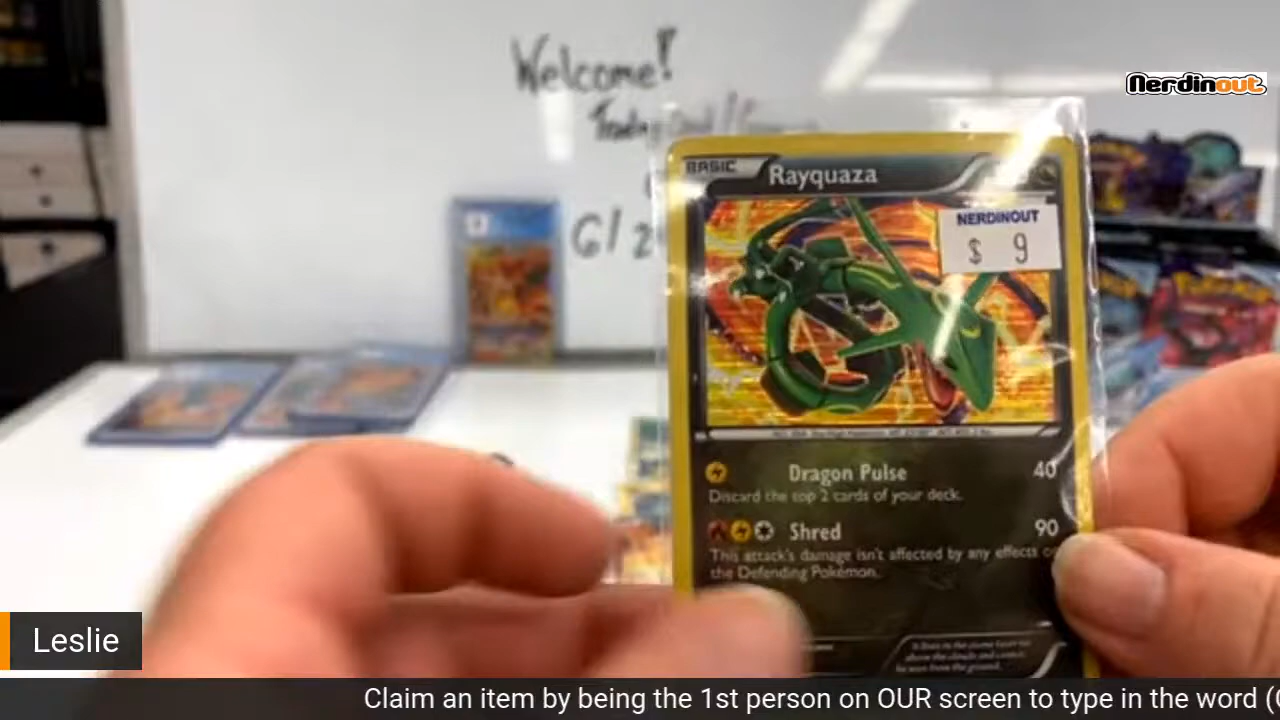 Welcome!
Nerdinout
BASIC
Rayquaza
NERDINOUT
$ 9
6/2
Dragon Pulse 40
Discard the top 2 cards of your deck.
Shred 90
This attack's damage isn't affected by any effects
the Defending Pokémon.
Leslie
Claim an item by being the 1st person on OUR screen to type in the word (